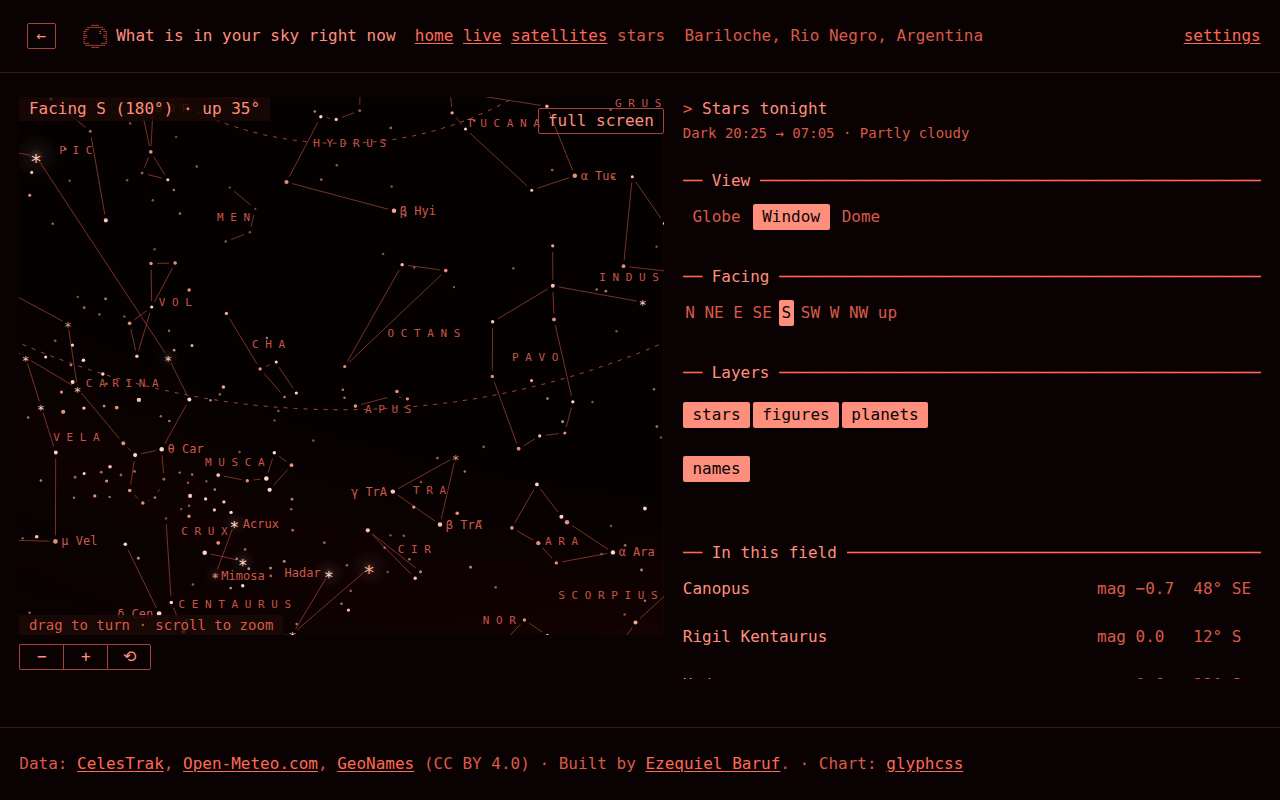 ← What is in your sky right now home live satellites stars Bariloche, Rio Negro, Argentina settings
Facing S (180°) · up 35°
full screen
GRUS
TUCANA
HYDRUS
PIC
α Tuc
β Hyi
MEN
INDUS
VOL
OCTANS
CHA
PAVO
CARINA
APUS
VELA
θ Car
MUSCA
γ TrA
TRA
Acrux
β TrA
CRUX
μ Vel
ARA
CIR
α Ara
Mimosa
Hadar
SCORPIUS
CENTAURUS
δ Cen
NOR
drag to turn · scroll to zoom
− + ⟲
> Stars tonight
Dark 20:25 → 07:05 · Partly cloudy
View
Globe Window Dome
Facing
N NE E SE S SW W NW up
Layers
stars figures planets
names
In this field
Canopus mag −0.7 48° SE
Rigil Kentaurus mag 0.0 12° S
Data: CelesTrak, Open-Meteo.com, GeoNames (CC BY 4.0) · Built by Ezequiel Baruf. · Chart: glyphcss